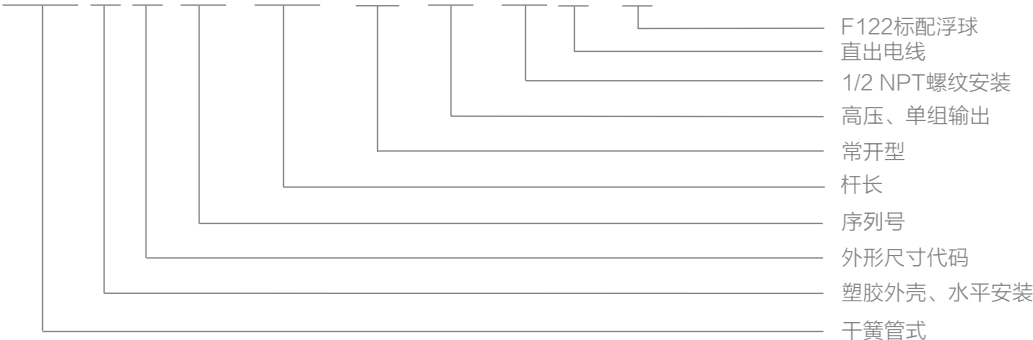 F122标配浮球
直出电线
1/2 NPT螺纹安装
高压、单组输出
常开型
杆长
序列号
外形尺寸代码
塑胶外壳、水平安装
干簧管式